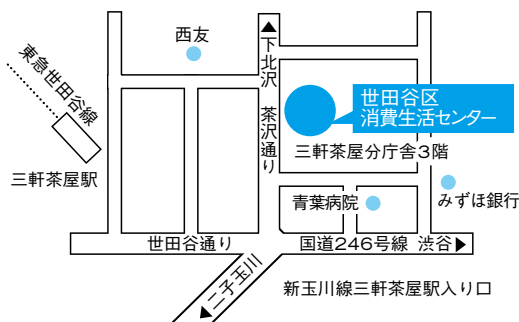 西友
▲下北沢
茶沢通り
東急世田谷線
三軒茶屋駅
世田谷区
消費生活センター
三軒茶屋分庁舎3階
青葉病院
みずほ銀行
世田谷通り
国道246号線 渋谷▶
◀二子玉川
新玉川線三軒茶屋駅入り口